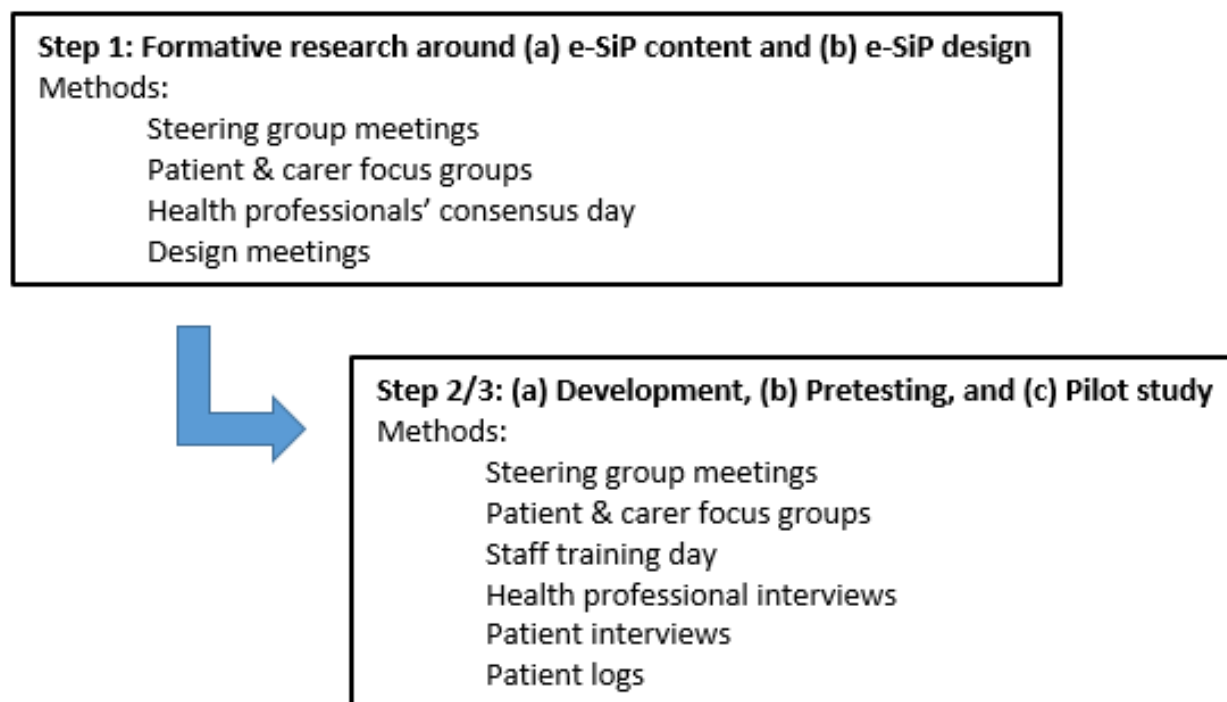 Step 1: Formative research around (a) e-SiP content and (b) e-SiP design
Methods:
Steering group meetings
Patient & carer focus groups
Health professionals’ consensus day
Design meetings
Step 2/3: (a) Development, (b) Pretesting, and (c) Pilot study
Methods:
Steering group meetings
Patient & carer focus groups
Staff training day
Health professional interviews
Patient interviews
Patient logs